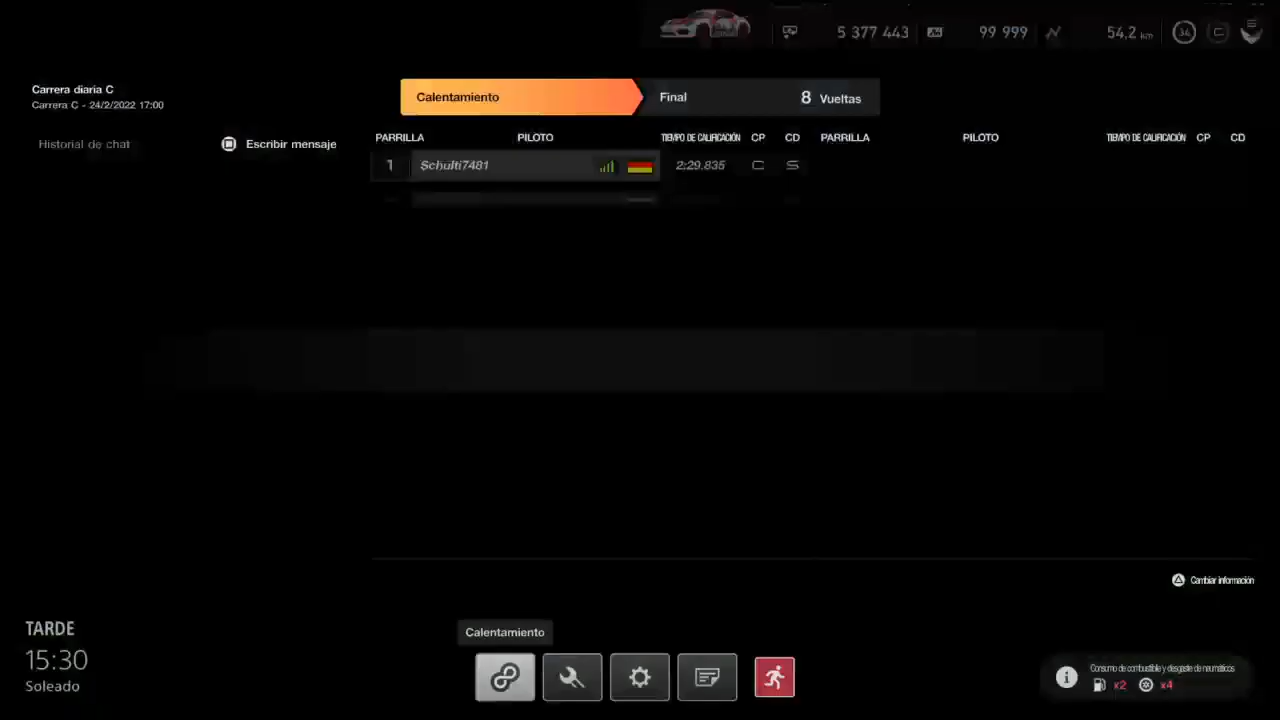 5 377 443
99 999
54,2 km
34
C
Carrera diaria C
Carrera C - 24/2/2022 17:00
Calentamiento
Final
8 Vueltas
Historial de chat
Escribir mensaje
PARRILLA PILOTO TIEMPO DE CALIFICACIÓN CP CD PARRILLA PILOTO TIEMPO DE CALIFICACIÓN CP CD
1 Schulti7481 2:29.835 C S
Cambiar información
TARDE
15:30
Soleado
Calentamiento
Consumo de combustible y desgaste de neumáticos
x2 x4